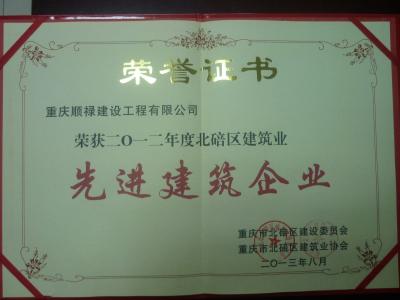 荣誉证书
重庆顺禄建设工程有限公司
荣获二O一二年度北碚区建筑业
先进建筑企业
重庆市北碚区建设委员会
重庆市北碚区建筑业协会
二O一三年八月